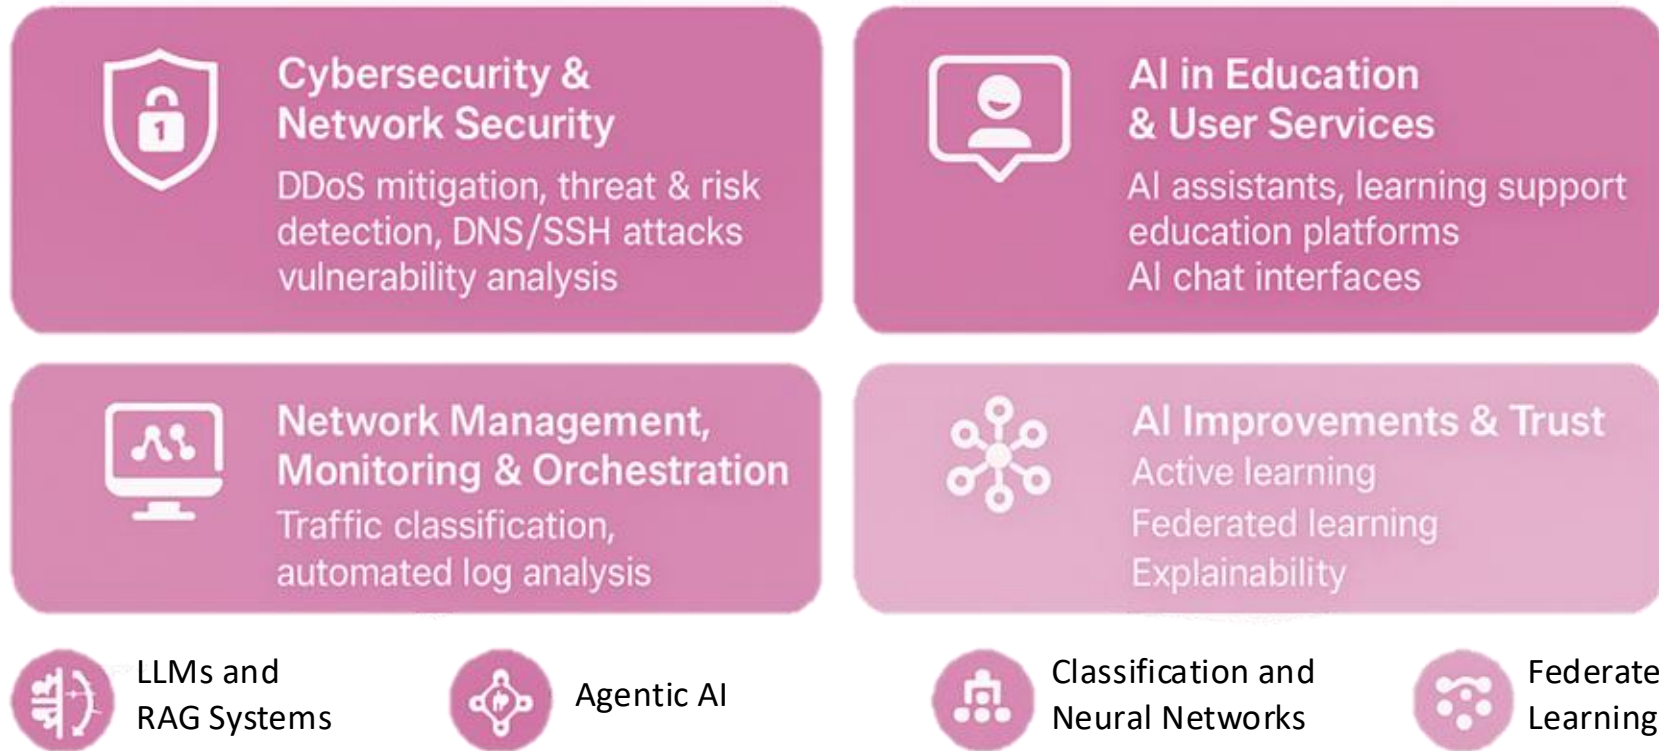 Cybersecurity &
Network Security
DDoS mitigation, threat & risk
detection, DNS/SSH attacks
vulnerability analysis
1
AI in Education
& User Services
AI assistants, learning support
education platforms
AI chat interfaces
Network Management,
Monitoring & Orchestration
Traffic classification,
automated log analysis
AI Improvements & Trust
Active learning
Federated learning
Explainability
LLMs and
RAG Systems
Agentic AI
Classification and
Neural Networks
Federate
Learning